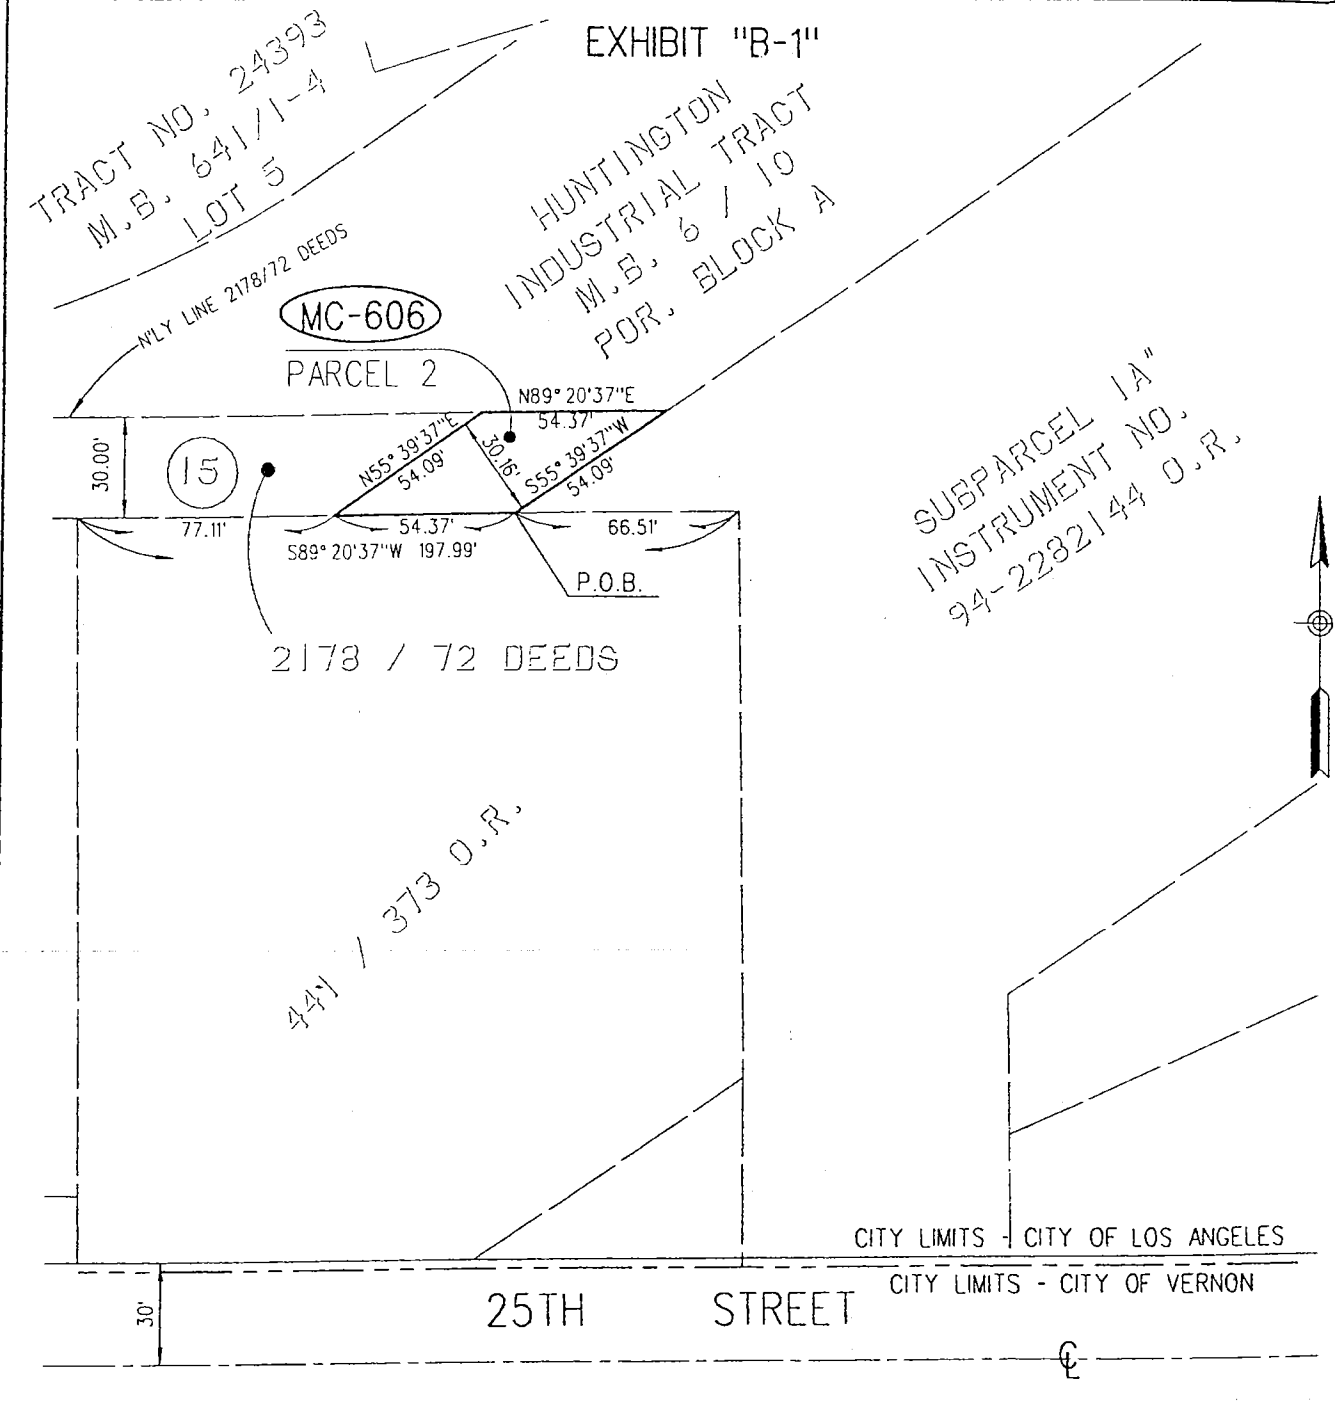 EXHIBIT "B-1"
TRACT NO. 24393
M.B. 641/1-4
LOT 5
HUNTINGTON
INDUSTRIAL TRACT
M.B. 6 / 10
POR. BLOCK A
N'LY LINE 2178/72 DEEDS
MC-606
PARCEL 2
N89° 20'37"E
54.37'
N55° 39'37"E
54.09'
30.16'
S55° 39'37"W
54.09'
30.00'
15
77.11'
54.37'
66.51'
S89° 20'37"W 197.99'
P.O.B.
2178 / 72 DEEDS
SUBPARCEL 1A"
INSTRUMENT NO.
94-2282144 O.R.
441 / 373 O.R.
CITY LIMITS - CITY OF LOS ANGELES
CITY LIMITS - CITY OF VERNON
30'
25TH STREET
℄